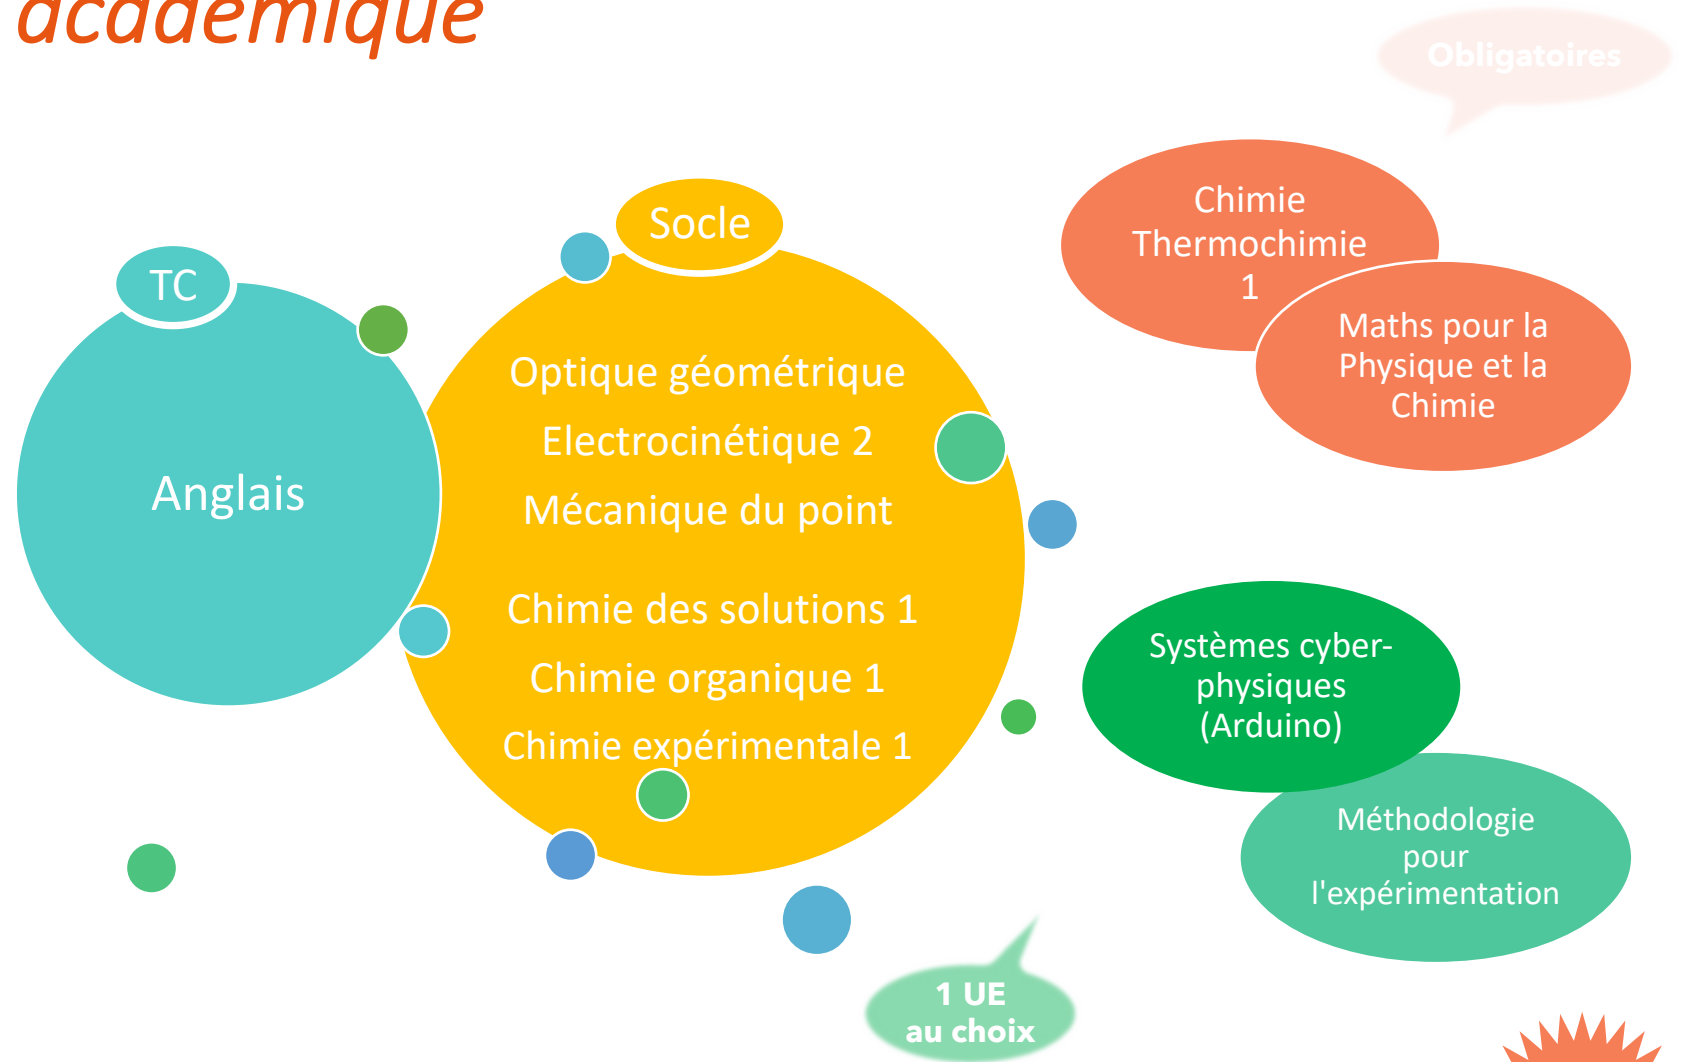 académique
Obligatoires
TC
Anglais
Socle
Optique géométrique
Electrocinétique 2
Mécanique du point
Chimie des solutions 1
Chimie organique 1
Chimie expérimentale 1
Chimie
Thermochimie
1
Maths pour la
Physique et la
Chimie
Systèmes cyber-
physiques
(Arduino)
Méthodologie
pour
l'expérimentation
1 UE
au choix